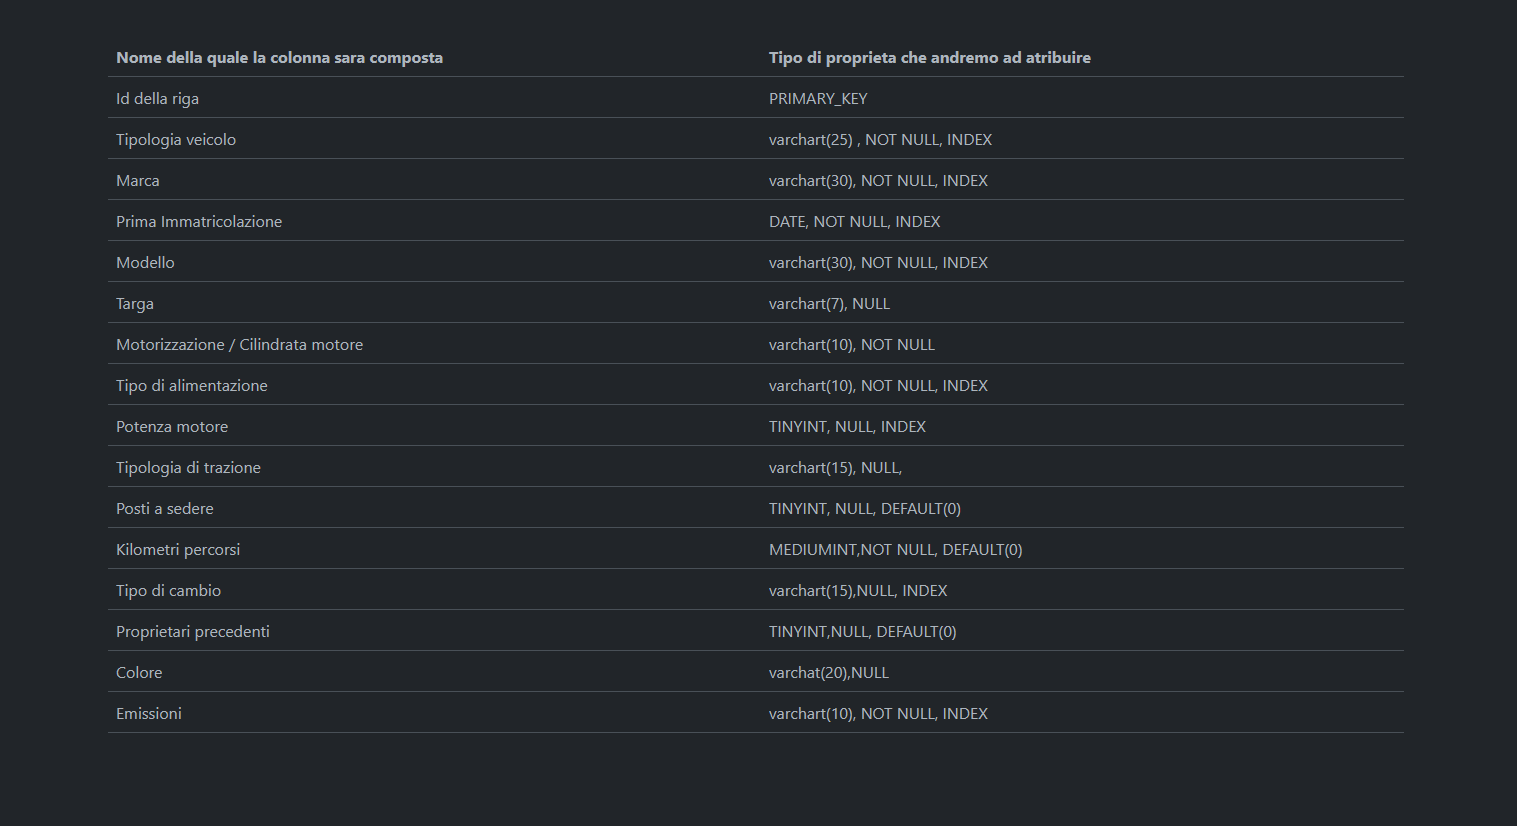 Nome della quale la colonna sara composta	Tipo di proprieta che andremo ad atribuire
Id della riga	PRIMARY_KEY
Tipologia veicolo	varchart(25) , NOT NULL, INDEX
Marca	varchart(30), NOT NULL, INDEX
Prima Immatricolazione	DATE, NOT NULL, INDEX
Modello	varchart(30), NOT NULL, INDEX
Targa	varchart(7), NULL
Motorizzazione / Cilindrata motore	varchart(10), NOT NULL
Tipo di alimentazione	varchart(10), NOT NULL, INDEX
Potenza motore	TINYINT, NULL, INDEX
Tipologia di trazione	varchart(15), NULL,
Posti a sedere	TINYINT, NULL, DEFAULT(0)
Kilometri percorsi	MEDIUMINT,NOT NULL, DEFAULT(0)
Tipo di cambio	varchart(15),NULL, INDEX
Proprietari precedenti	TINYINT,NULL, DEFAULT(0)
Colore	varchat(20),NULL
Emissioni	varchart(10), NOT NULL, INDEX